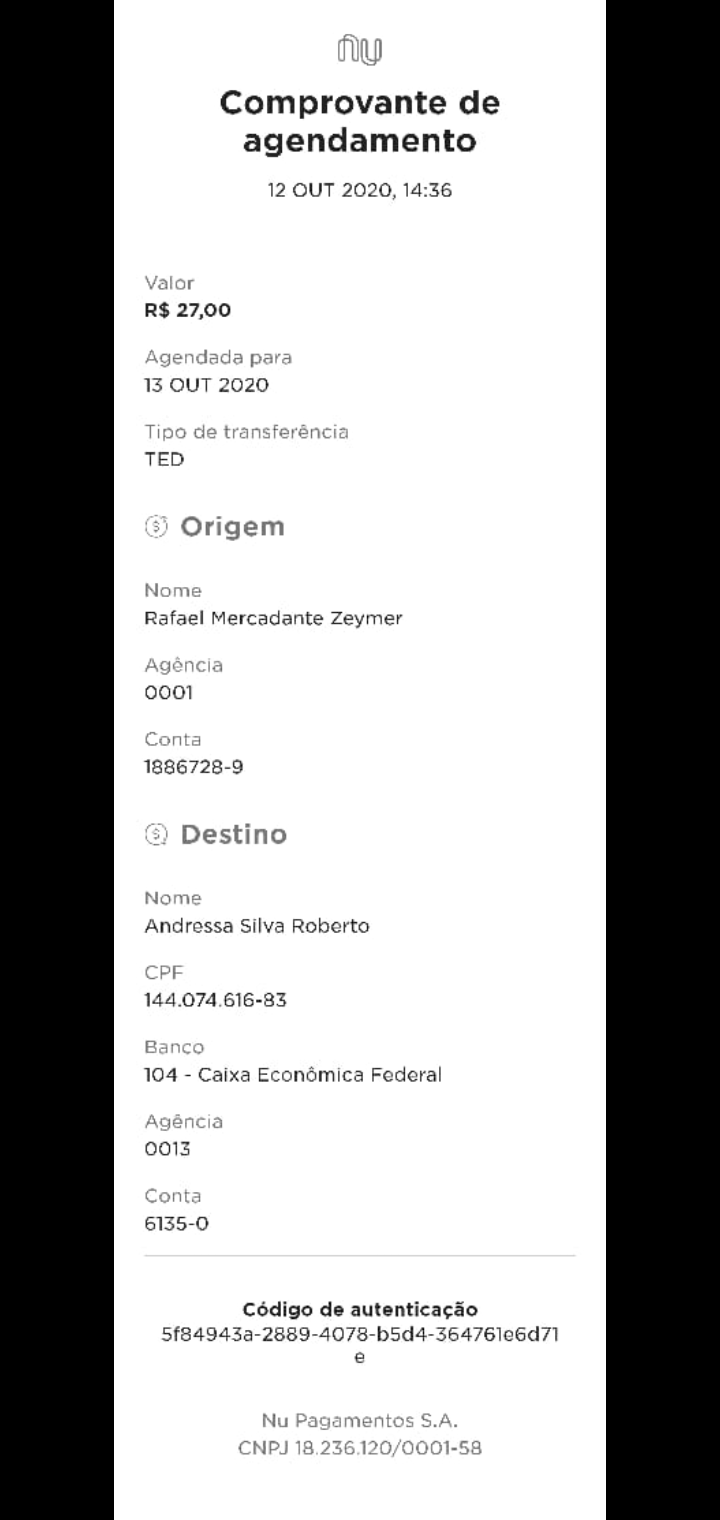 nu
Comprovante de
agendamento
12 OUT 2020, 14:36
Valor
R$ 27,00
Agendada para
13 OUT 2020
Tipo de transferência
TED
Origem
Nome
Rafael Mercadante Zeymer
Agência
0001
Conta
1886728-9
Destino
Nome
Andressa Silva Roberto
CPF
144.074.616-83
Banco
104 - Caixa Econômica Federal
Agência
0013
Conta
6135-0
Código de autenticação
5f84943a-2889-4078-b5d4-364761e6d71
e
Nu Pagamentos S.A.
CNPJ 18.236.120/0001-58